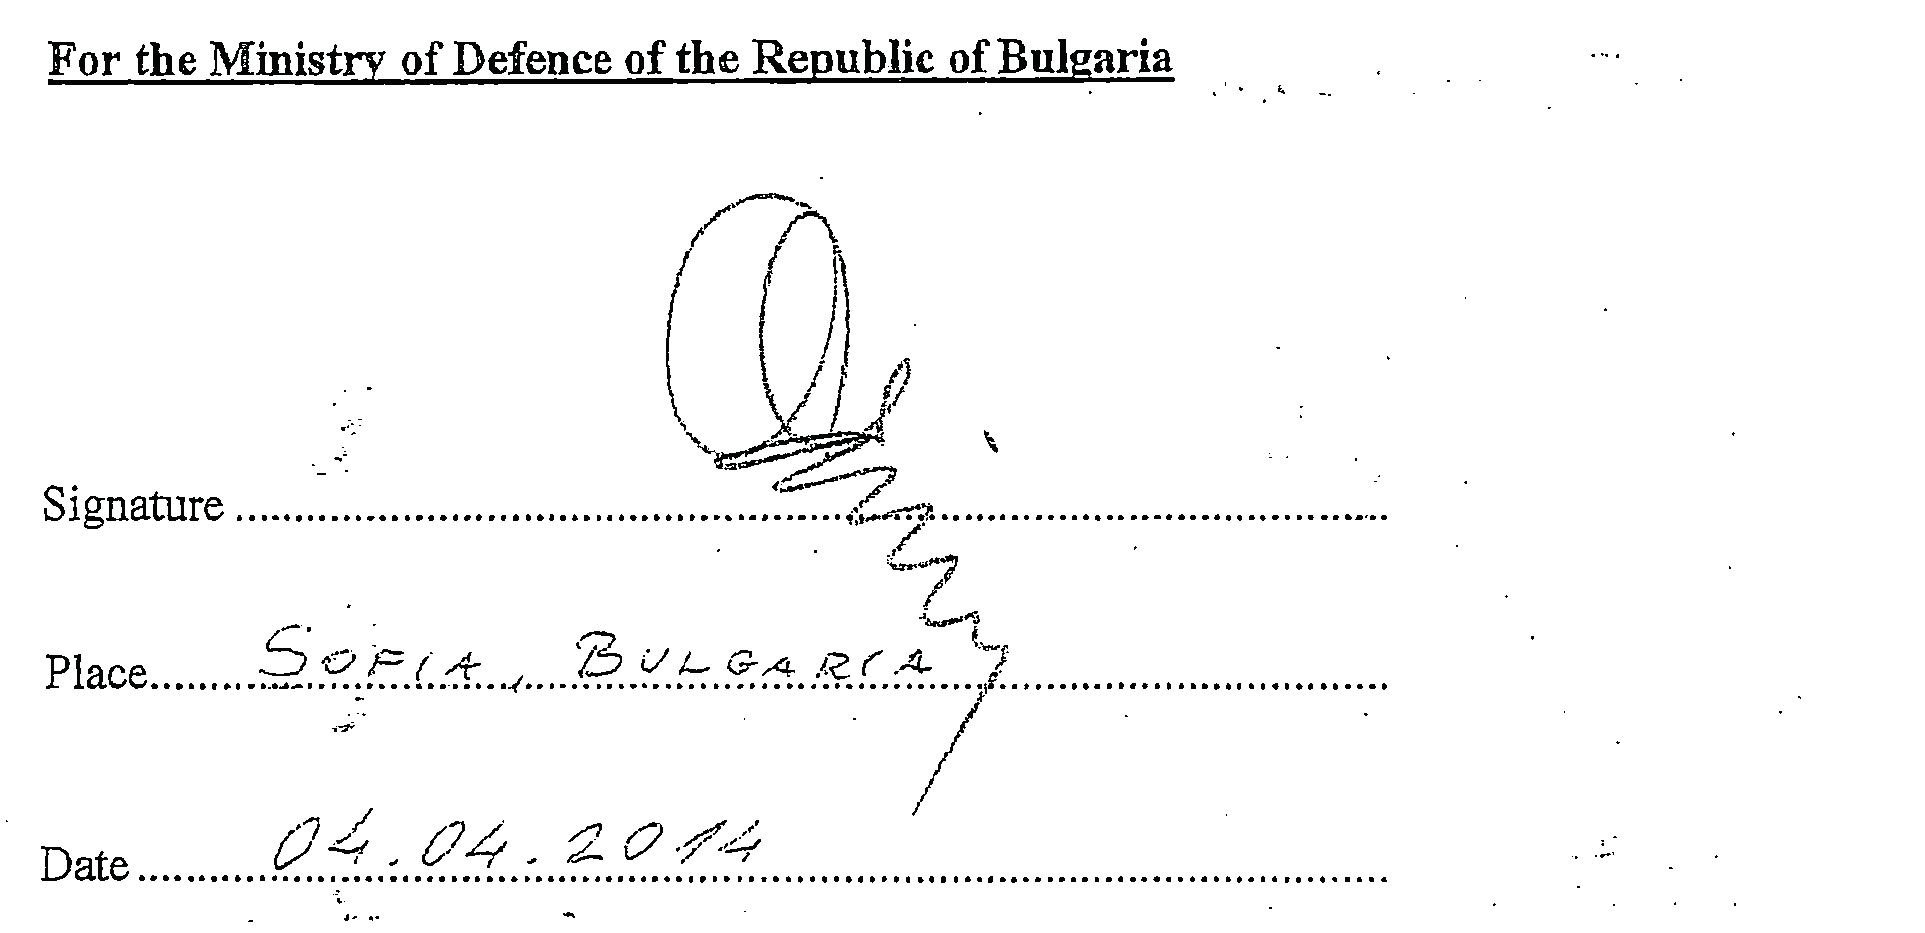 For the Ministry of Defence of the Republic of Bulgaria
Signature
Place SOFIA, BULGARIA
Date 04.04.2014